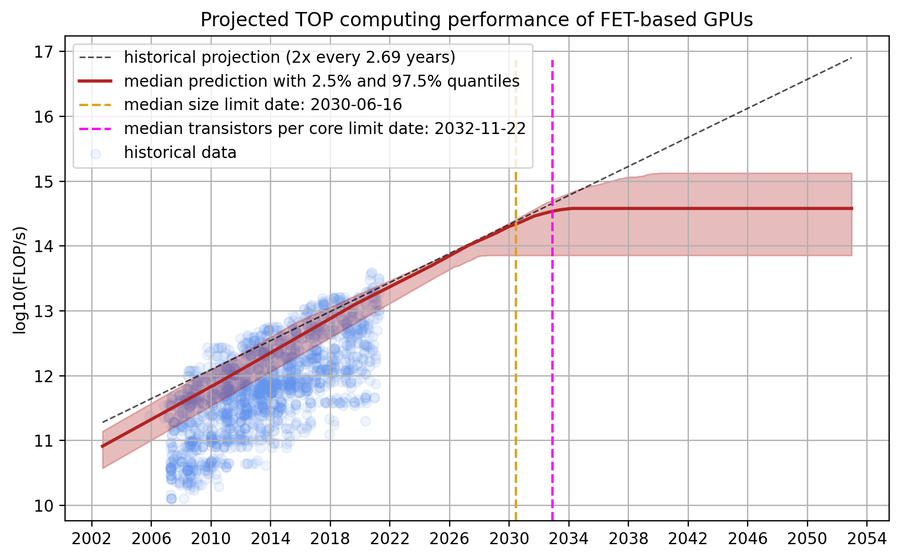 Projected TOP computing performance of FET-based GPUs
17
16
15
14
13
12
11
10
log10(FLOP/s)
historical projection (2x every 2.69 years)
median prediction with 2.5% and 97.5% quantiles
median size limit date: 2030-06-16
median transistors per core limit date: 2032-11-22
historical data
2002 2006 2010 2014 2018 2022 2026 2030 2034 2038 2042 2046 2050 2054